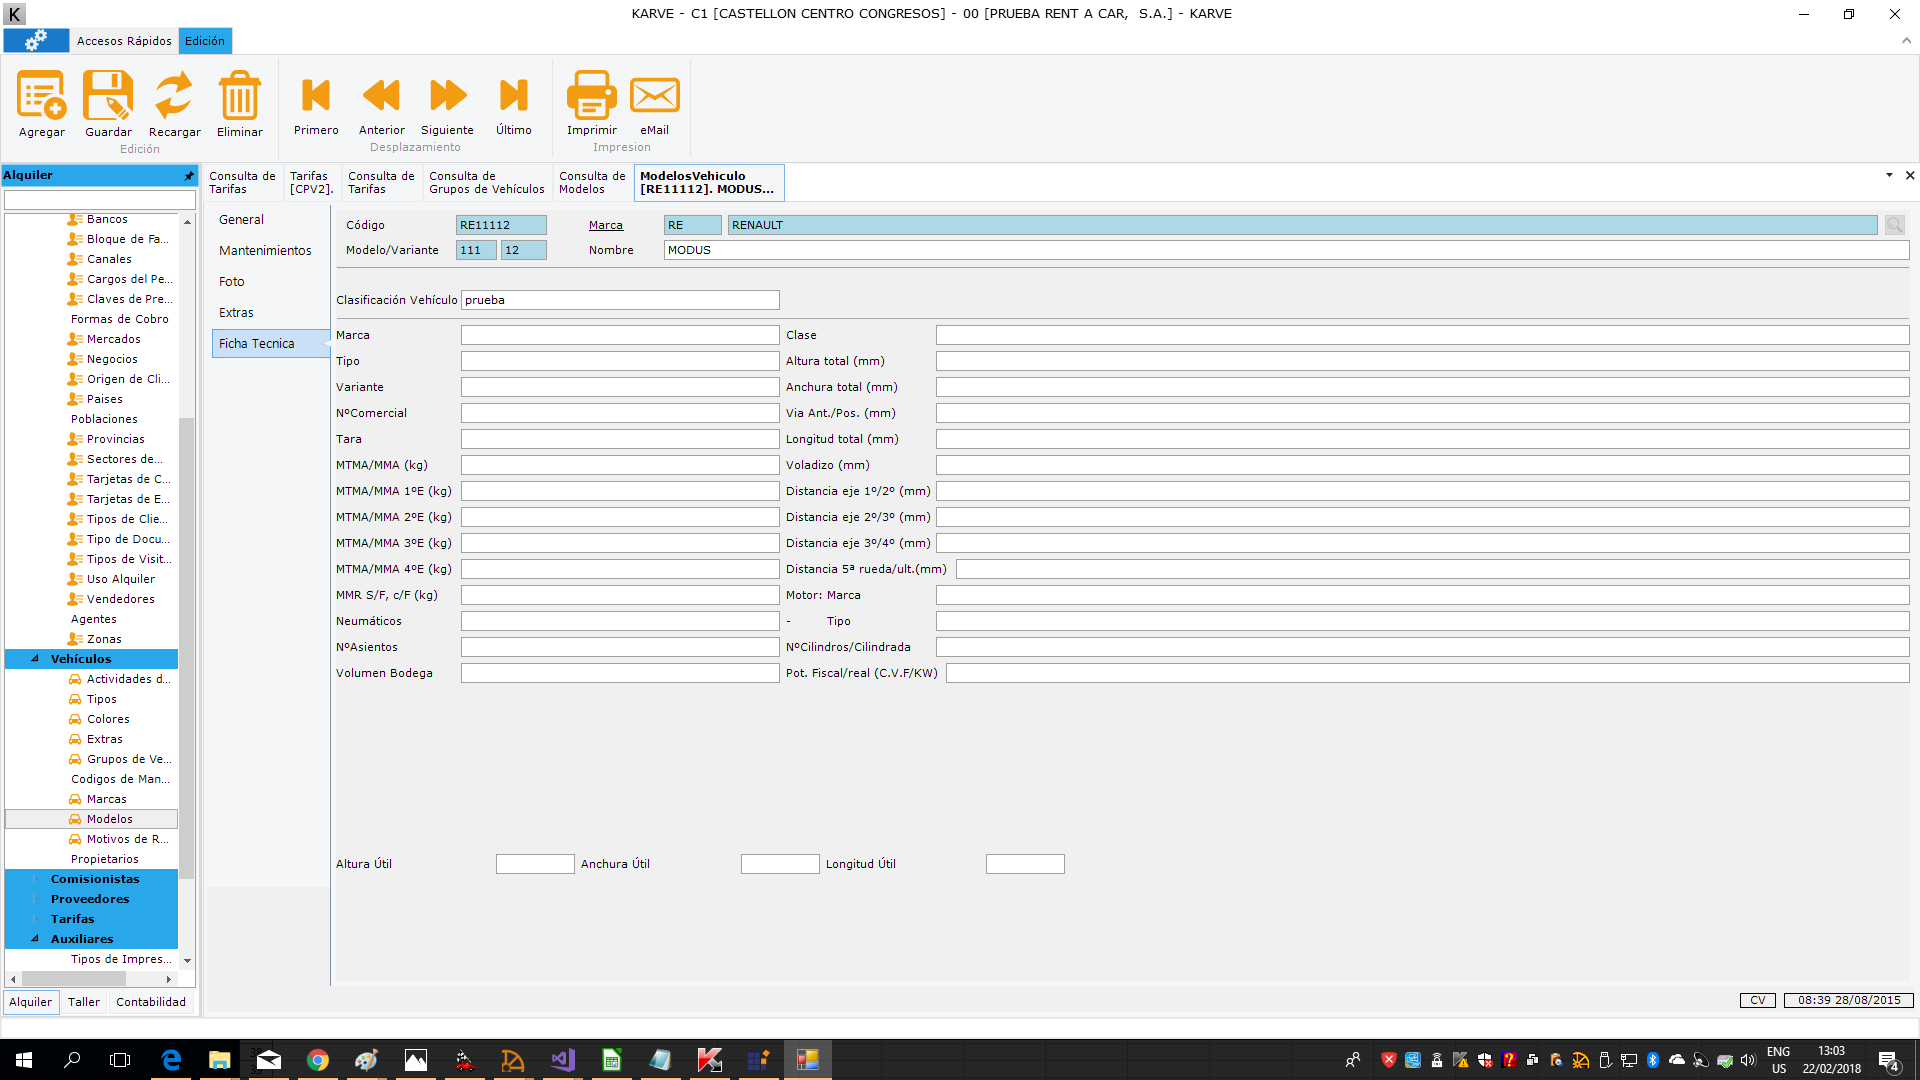 K
KARVE - C1 [CASTELLON CENTRO CONGRESOS] - 00 [PRUEBA RENT A CAR, S.A.] - KARVE
Accesos Rápidos
Edición
Agregar
Guardar
Recargar
Eliminar
Edición
Primero
Anterior
Siguiente
Último
Desplazamiento
Imprimir
eMail
Impresion
Alquiler
Consulta de
Tarifas
Tarifas
[CPV2].
Consulta de
Tarifas
Consulta de
Grupos de Vehículos
Consulta de
Modelos
ModelosVehiculo
[RE11112]. MODUS...
Bancos
Bloque de Fa...
Canales
Cargos del Pe...
Claves de Pre...
Formas de Cobro
Mercados
Negocios
Origen de Cli...
Paises
Poblaciones
Provincias
Sectores de...
Tarjetas de C...
Tarjetas de E...
Tipos de Clie...
Tipo de Docu...
Tipos de Visit...
Uso Alquiler
Vendedores
Agentes
Zonas
Vehículos
Actividades d...
Tipos
Colores
Extras
Grupos de Ve...
Codigos de Man...
Marcas
Modelos
Motivos de R...
Propietarios
Comisionistas
Proveedores
Tarifas
Auxiliares
Tipos de Impres...
Alquiler
Taller
Contabilidad
General
Mantenimientos
Foto
Extras
Ficha Tecnica
Código RE11112 Marca RE RENAULT
Modelo/Variante 111 12 Nombre MODUS
Clasificación Vehículo prueba
Marca Clase
Tipo Altura total (mm)
Variante Anchura total (mm)
NºComercial Via Ant./Pos. (mm)
Tara Longitud total (mm)
MTMA/MMA (kg) Voladizo (mm)
MTMA/MMA 1ºE (kg) Distancia eje 1º/2º (mm)
MTMA/MMA 2ºE (kg) Distancia eje 2º/3º (mm)
MTMA/MMA 3ºE (kg) Distancia eje 3º/4º (mm)
MTMA/MMA 4ºE (kg) Distancia 5ª rueda/ult.(mm)
MMR S/F, c/F (kg) Motor: Marca
Neumáticos - Tipo
NºAsientos NºCilindros/Cilindrada
Volumen Bodega Pot. Fiscal/real (C.V.F/KW)
Altura Útil Anchura Útil Longitud Útil
CV 08:39 28/08/2015
ENG
US
13:03
22/02/2018
4